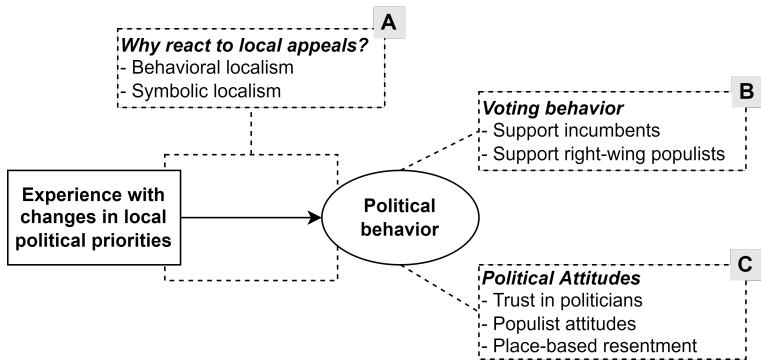 A
Why react to local appeals?
- Behavioral localism
- Symbolic localism
B
Voting behavior
- Support incumbents
- Support right-wing populists
Experience with
changes in local
political priorities
Political
behavior
C
Political Attitudes
- Trust in politicians
- Populist attitudes
- Place-based resentment